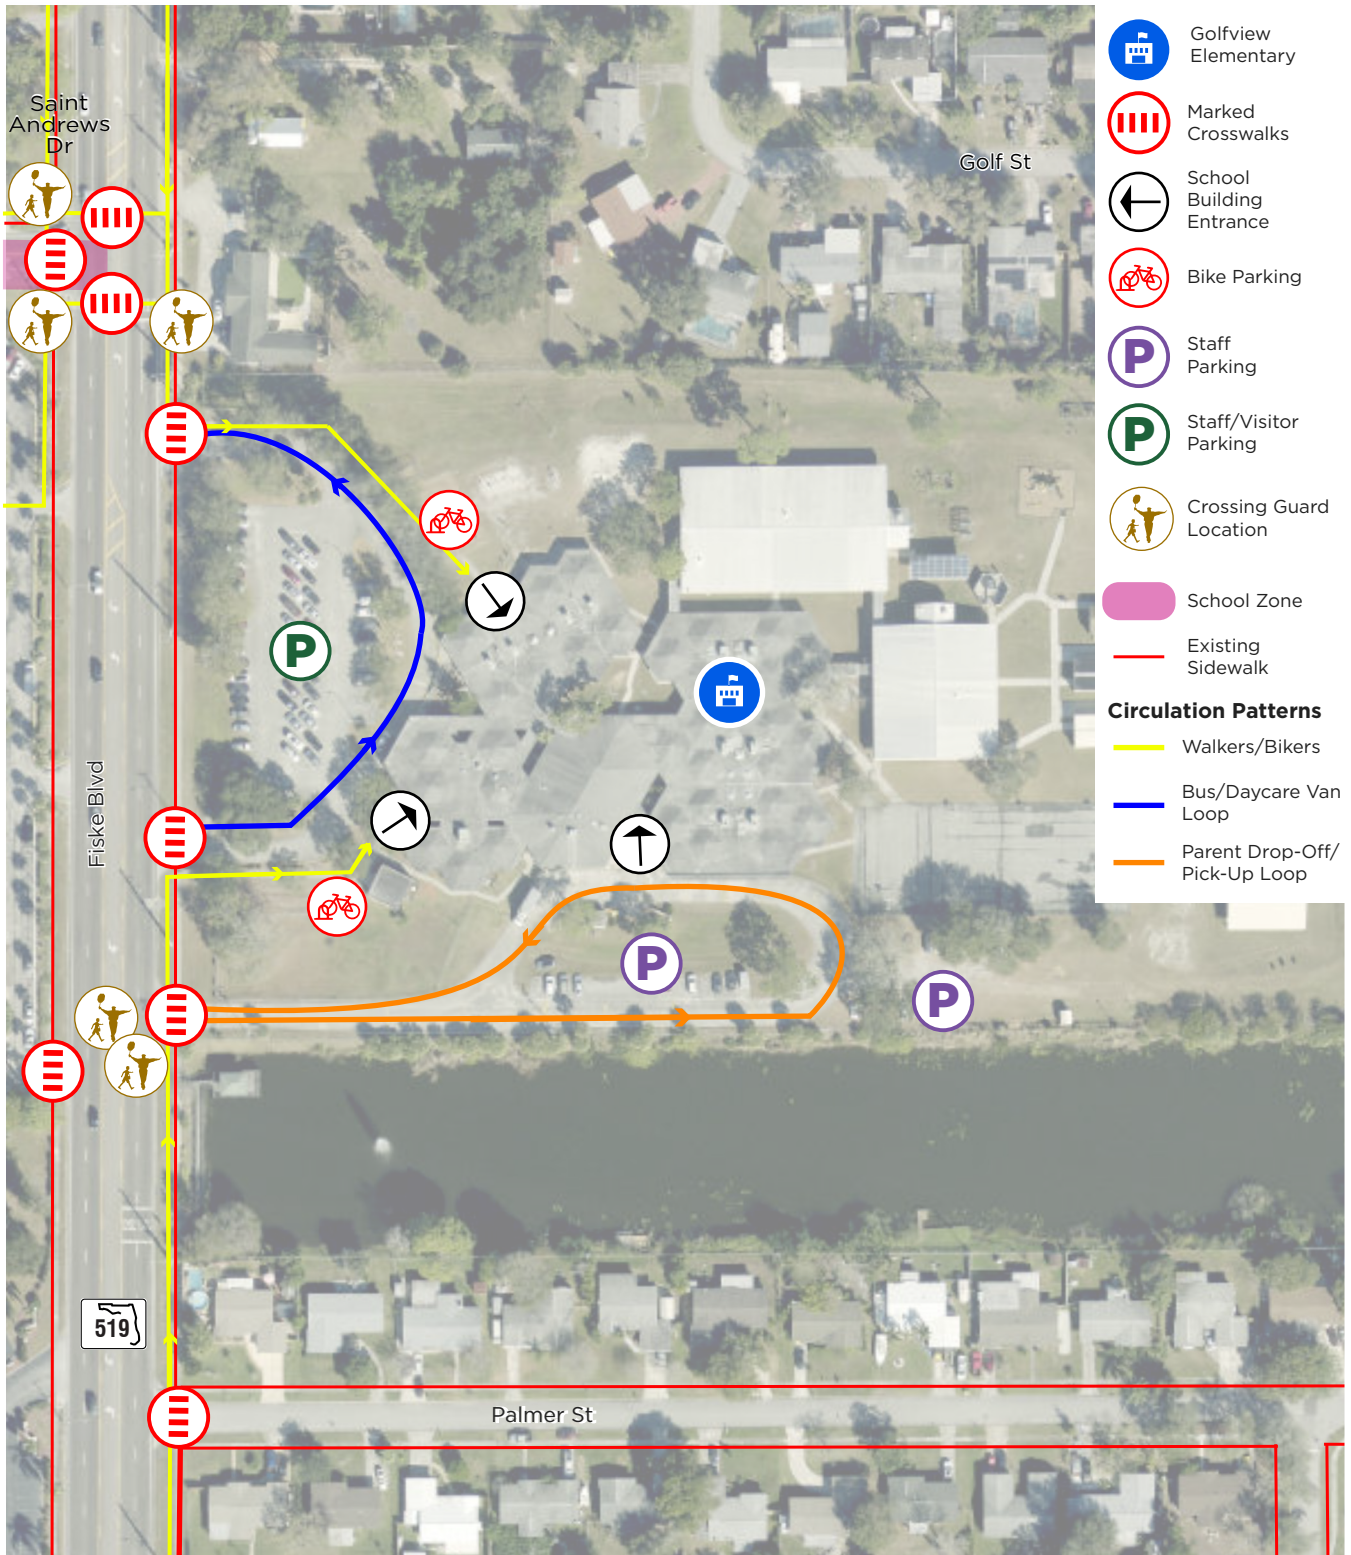 Saint
Andrews
Dr
Golf St
Fiske Blvd
P
P
P
519
Palmer St
Golfview
Elementary
Marked
Crosswalks
School
Building
Entrance
Bike Parking
P
Staff
Parking
P
Staff/Visitor
Parking
Crossing Guard
Location
School Zone
Existing
Sidewalk
Circulation Patterns
Walkers/Bikers
Bus/Daycare Van
Loop
Parent Drop-Off/
Pick-Up Loop